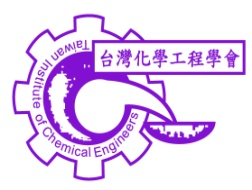 台灣化學工程學會
Taiwan Institute of Chemical Engineers